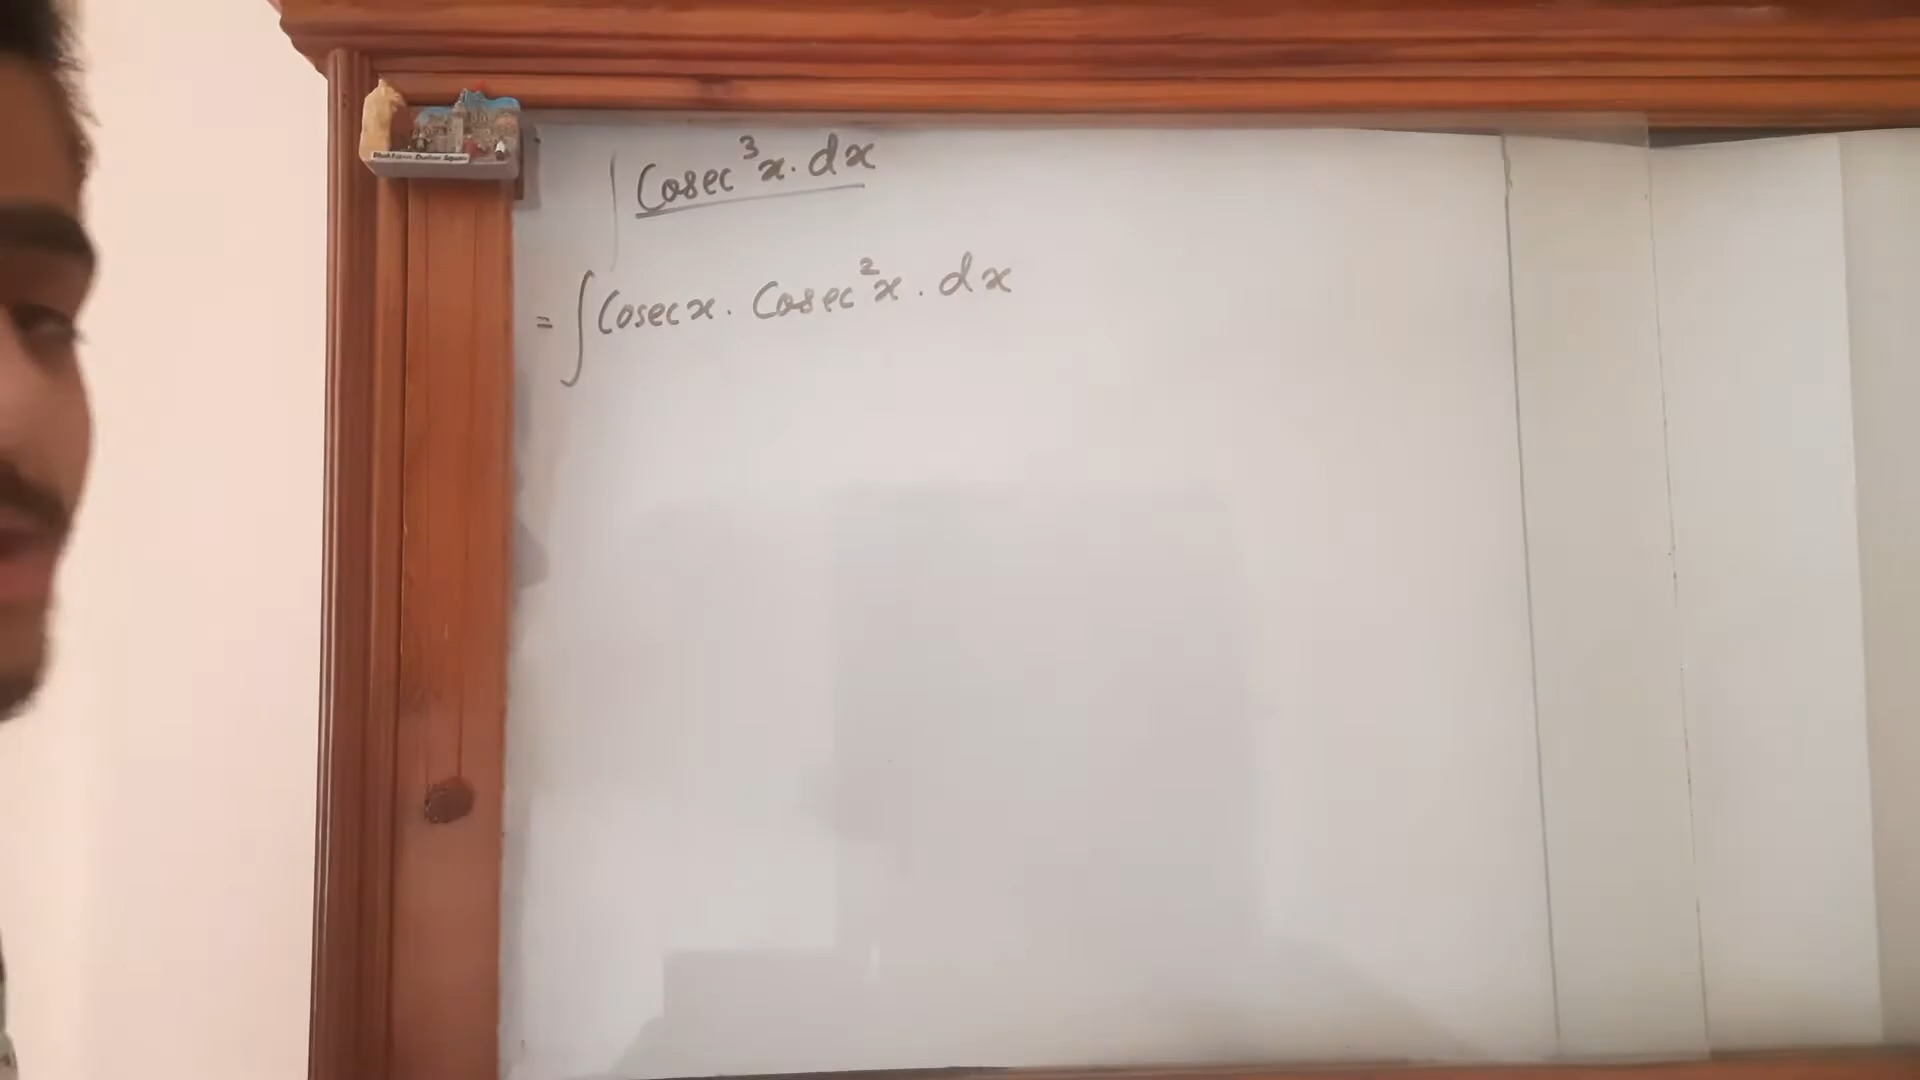 ∫ Cosec³x. dx
= ∫ Cosecx. Cosec²x. dx